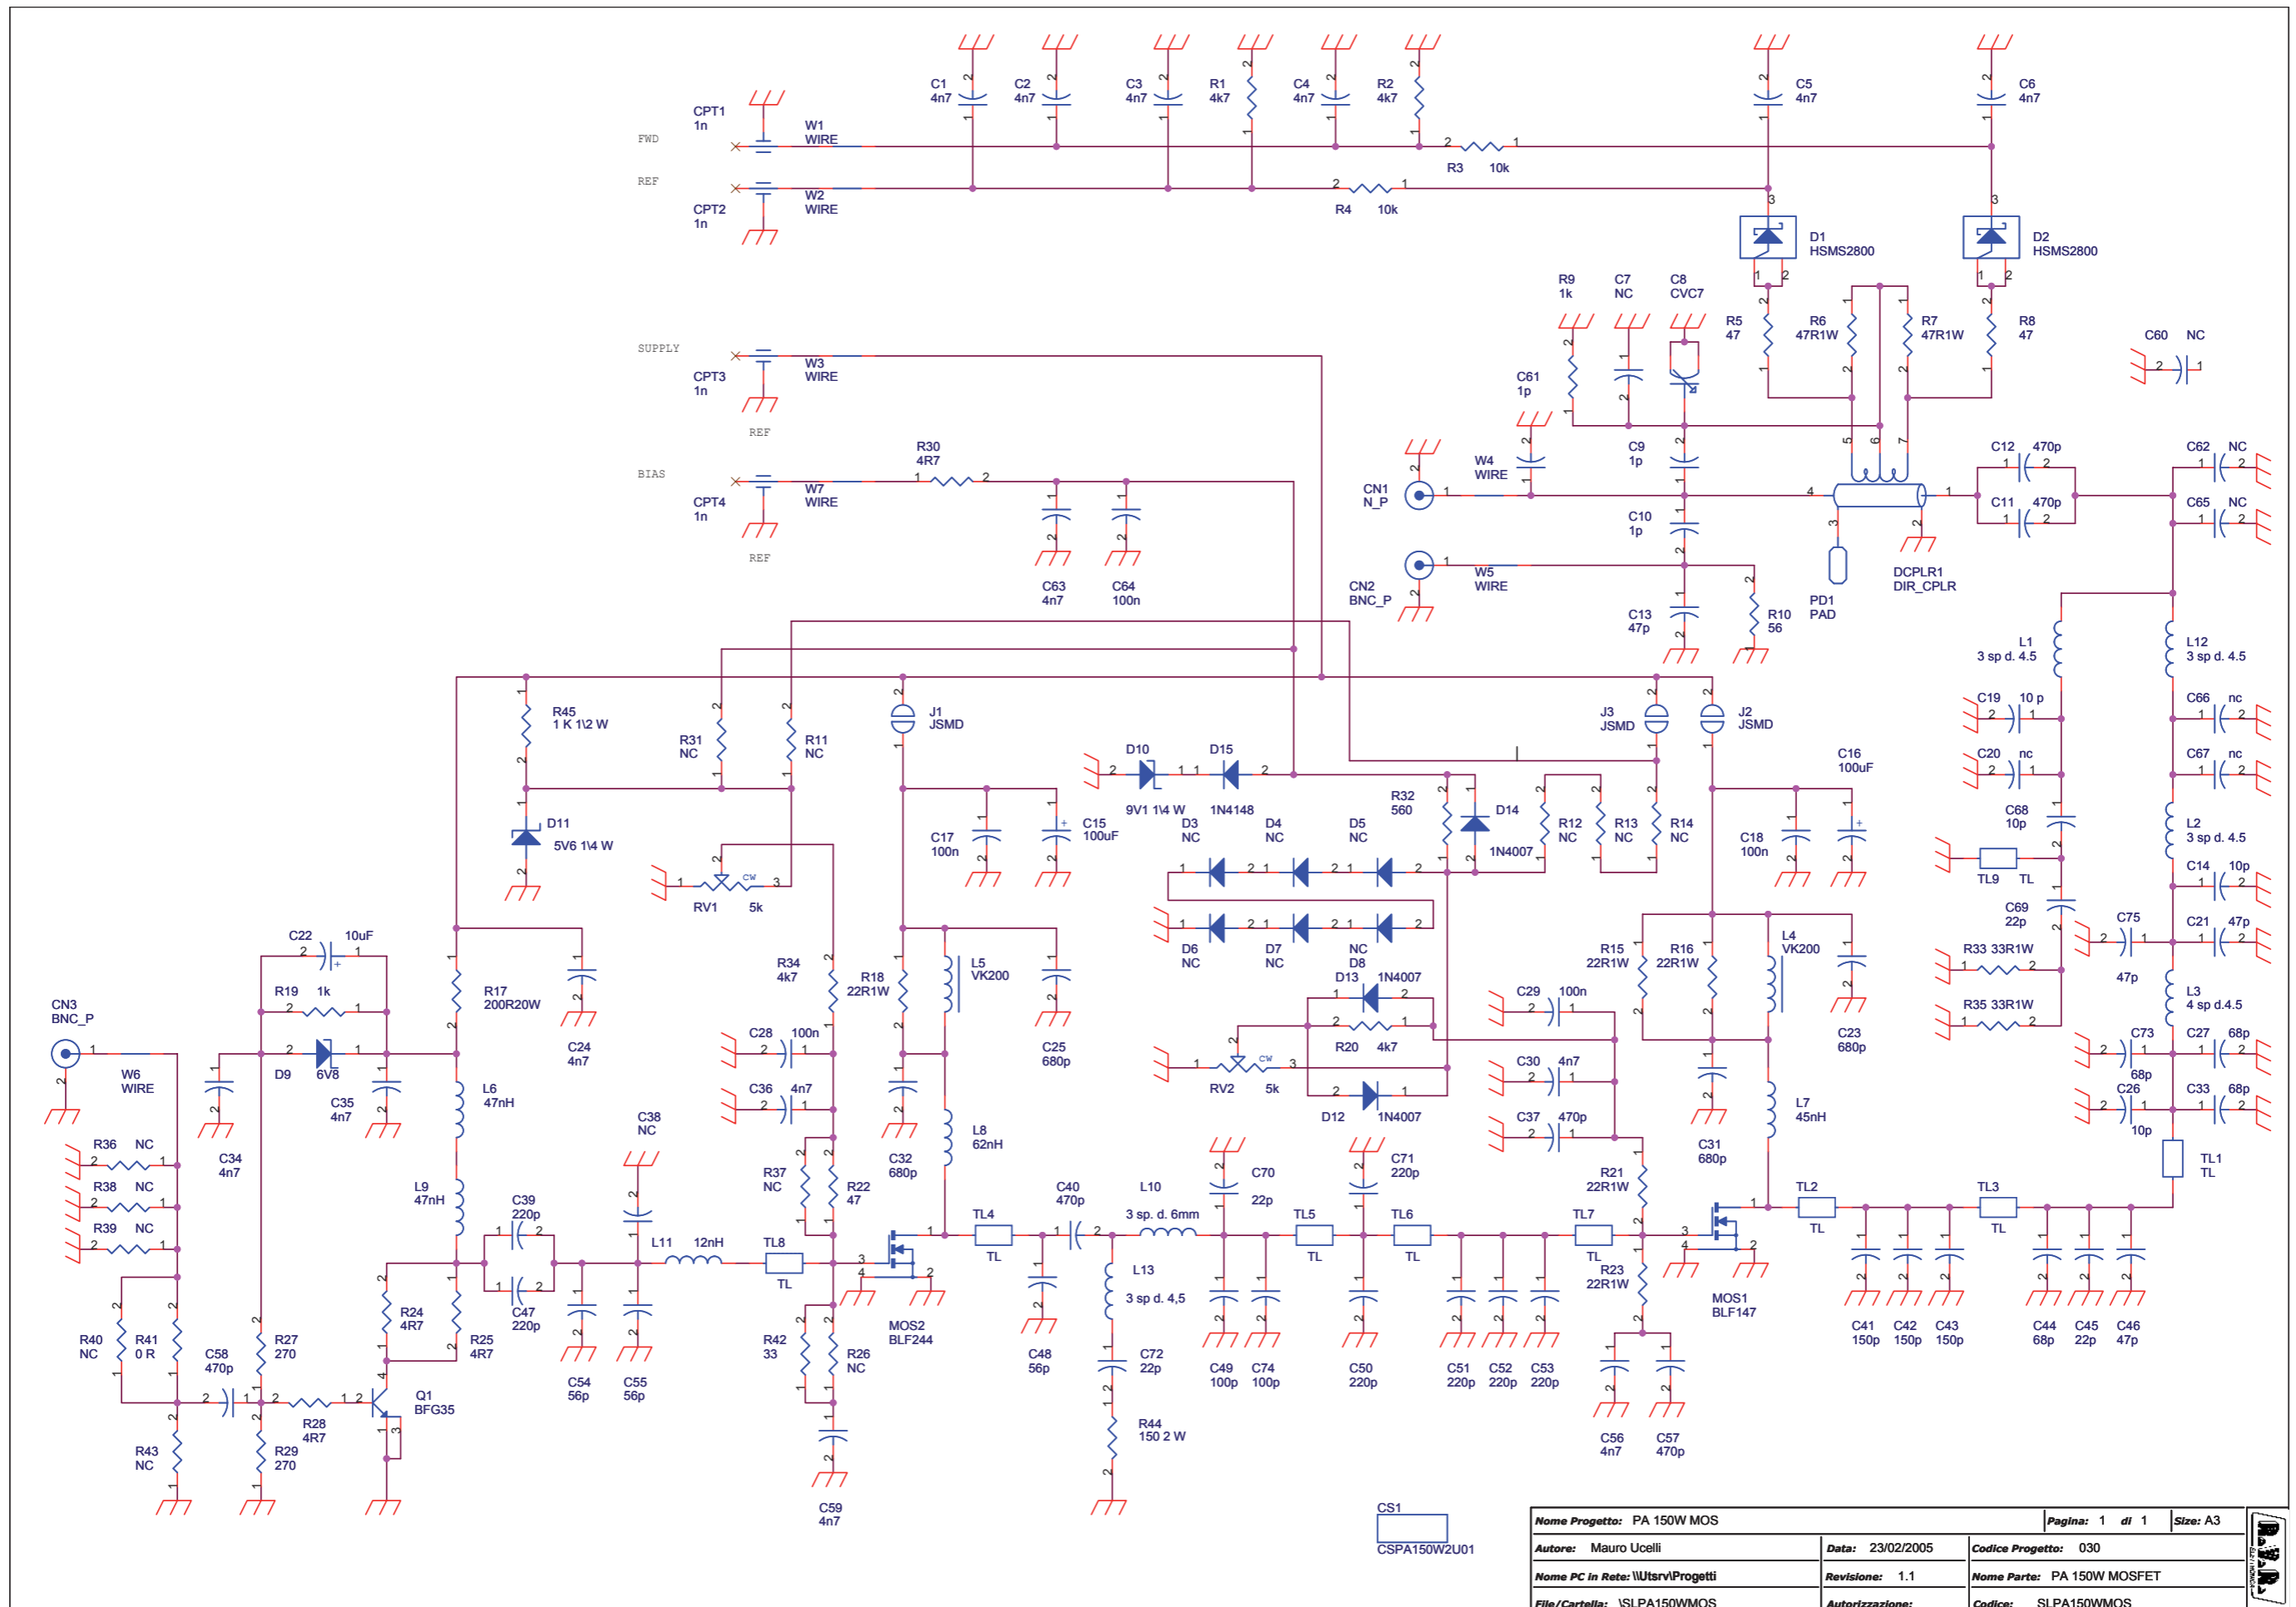 CPT1
1n
FWD
W1
WIRE
C1
4n7
C2
4n7
C3
4n7
R1
4k7
C4
4n7
R2
4k7
C5
4n7
C6
4n7
R3 10k
REF
W2
WIRE
CPT2
1n
R4 10k
D1
HSMS2800
D2
HSMS2800
R9
1k
C7
NC
C8
CVC7
R5
47
R6
47R1W
R7
47R1W
R8
47
C60 NC
SUPPLY
CPT3
1n
W3
WIRE
REF
C61
1p
BIAS
CPT4
1n
W7
WIRE
REF
R30
4R7
C63
4n7
C64
100n
W4
WIRE
CN1
N_P
C9
1p
C10
1p
C12 470p
C11 470p
C62 NC
C65 NC
CN2
BNC_P
W5
WIRE
C13
47p
R10
56
PD1
PAD
DCPLR1
DIR_CPLR
L1
3 sp d. 4.5
L12
3 sp d. 4.5
R45
1 K 1\2 W
R31
NC
R11
NC
J1
JSMD
J3
JSMD
J2
JSMD
C19 10 p
C66 nc
C20 nc
C67 nc
D10
9V1 1\4 W
D15
1N4148
C16
100uF
D11
5V6 1\4 W
C17
100n
C15
100uF
R32
560
D14
1N4007
R12
NC
R13
NC
R14
NC
C18
100n
C68
10p
L2
3 sp d. 4.5
D3
NC
D4
NC
D5
NC
RV1 5k
CW
TL9 TL
C14 10p
D6
NC
D7
NC
NC
D8
C69
22p
C75
47p
C21 47p
C22 10uF
R34
4k7
R18
22R1W
L5
VK200
D13 1N4007
R15
22R1W
R16
22R1W
L4
VK200
R33 33R1W
R35 33R1W
L3
4 sp d.4.5
CN3
BNC_P
R19 1k
R17
200R20W
C24
4n7
C28 100n
C25
680p
C29 100n
R20 4k7
C23
680p
C73
68p
C27 68p
W6
WIRE
D9 6V8
C35
4n7
L6
47nH
C36 4n7
RV2 5k
CW
C30 4n7
D12 1N4007
L7
45nH
C26
10p
C33 68p
C34
4n7
R36 NC
R38 NC
R39 NC
C38
NC
C32
680p
L8
62nH
C37 470p
C31
680p
TL1
TL
L9
47nH
C39
220p
R37
NC
R22
47
C40
470p
L10
3 sp. d. 6mm
C70
22p
C71
220p
R21
22R1W
L11 12nH
TL8
TL
TL4
TL
TL5
TL
TL6
TL
TL7
TL
TL2
TL
TL3
TL
C47
220p
L13
3 sp d. 4,5
R23
22R1W
R40
NC
R41
0 R
R27
270
R24
4R7
R25
4R7
C58
470p
C54
56p
C55
56p
R42
33
R26
NC
MOS2
BLF244
C48
56p
C72
22p
C49
100p
C74
100p
C50
220p
C51
220p
C52
220p
C53
220p
MOS1
BLF147
C41
150p
C42
150p
C43
150p
C44
68p
C45
22p
C46
47p
Q1
BFG35
R28
4R7
R43
NC
R29
270
R44
150 2 W
C56
4n7
C57
470p
C59
4n7
CS1
CSPA150W2U01
Nome Progetto: PA 150W MOS
Pagina: 1 di 1
Size: A3
Autore: Mauro Ucelli
Data: 23/02/2005
Codice Progetto: 030
Nome PC in Rete: \\Utsrv\Progetti
Revisione: 1.1
Nome Parte: PA 150W MOSFET
File/Cartella: \SLPA150WMOS
Autorizzazione:
Codice: SLPA150WMOS
R.V.R.